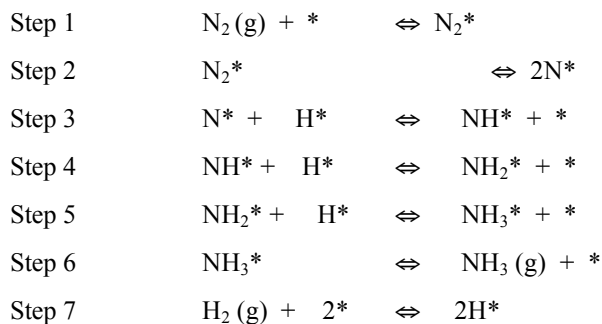 Step 1 N₂ (g) + * ⇔ N₂*
Step 2 N₂* ⇔ 2N*
Step 3 N* + H* ⇔ NH* + *
Step 4 NH* + H* ⇔ NH₂* + *
Step 5 NH₂* + H* ⇔ NH₃* + *
Step 6 NH₃* ⇔ NH₃ (g) + *
Step 7 H₂ (g) + 2* ⇔ 2H*